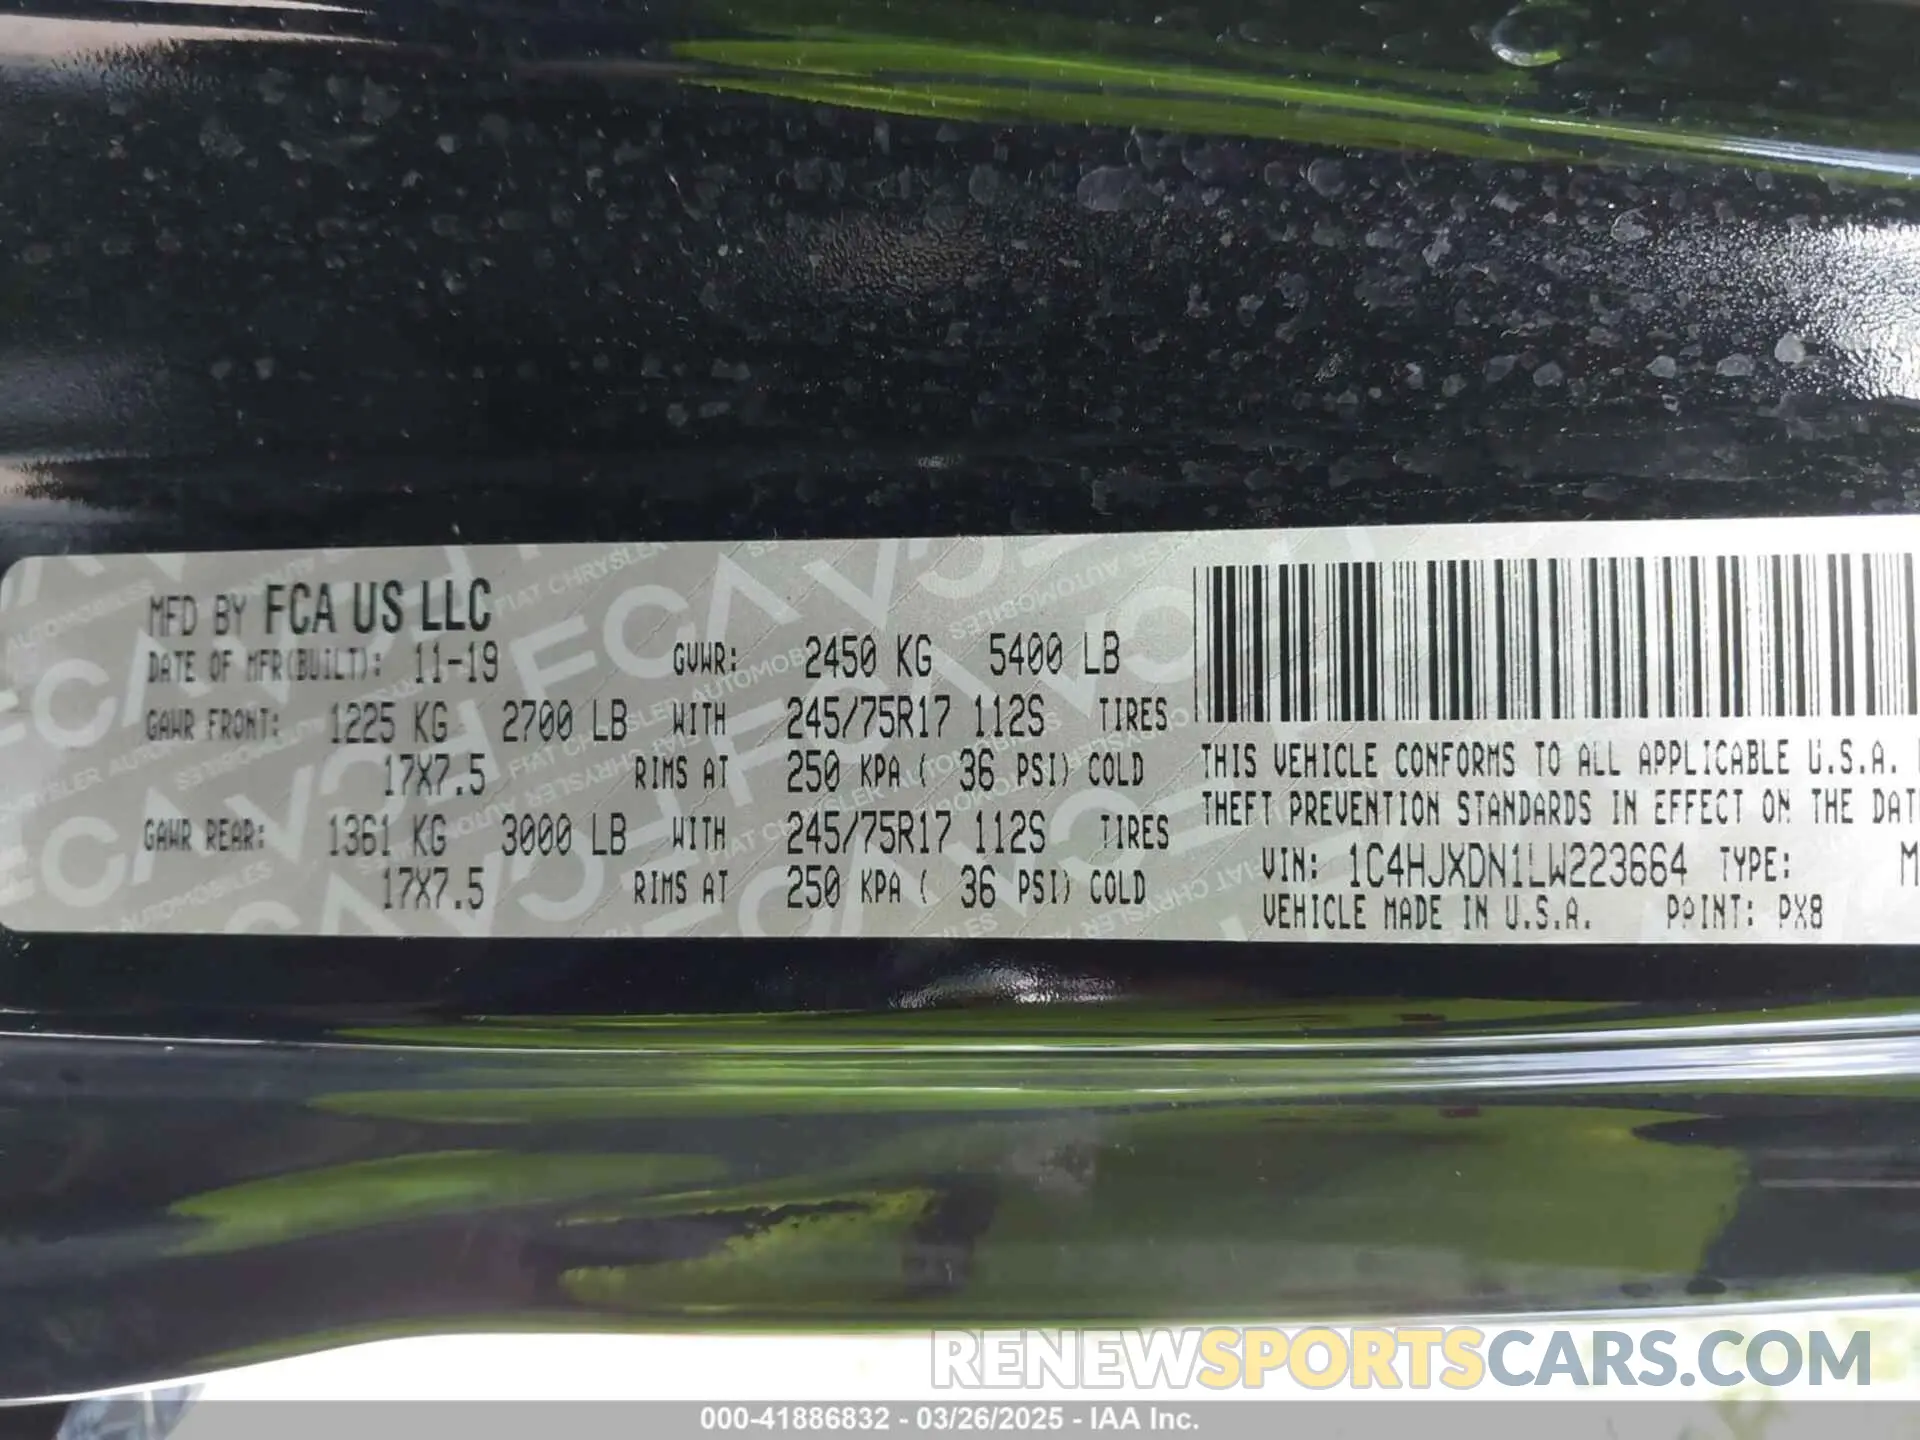 MFD BY FCA US LLC
DATE OF MFR(BUILT): 11-19 GVWR: 2450 KG 5400 LB
GAWR FRONT: 1225 KG 2700 LB WITH 245/75R17 112S TIRES
17X7.5 RIMS AT 250 KPA ( 36 PSI) COLD
GAWR REAR: 1361 KG 3000 LB WITH 245/75R17 112S TIRES
17X7.5 RIMS AT 250 KPA ( 36 PSI) COLD
THIS VEHICLE CONFORMS TO ALL APPLICABLE U.S.A.
THEFT PREVENTION STANDARDS IN EFFECT ON THE DAT
VIN: 1C4HJXDN1LW223664 TYPE: M
VEHICLE MADE IN U.S.A. PAINT: PX8
RENEWSPORTSCARS.COM
000-41886832 - 03/26/2025 - IAA Inc.